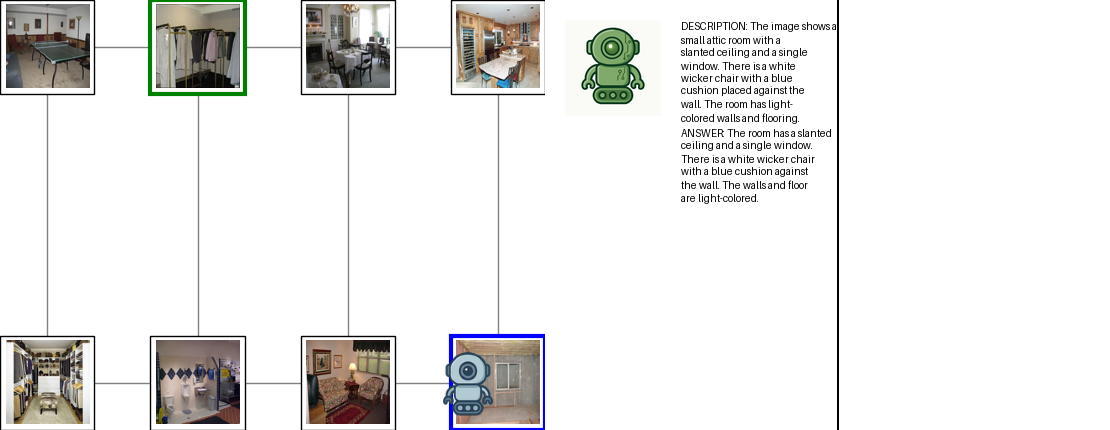 DESCRIPTION: The image shows a
small attic room with a
slanted ceiling and a single
window. There is a white
wicker chair with a blue
cushion placed against the
wall. The room has light-
colored walls and flooring.
ANSWER: The room has a slanted
ceiling and a single window.
There is a white wicker chair
with a blue cushion against
the wall. The walls and floor
are light-colored.